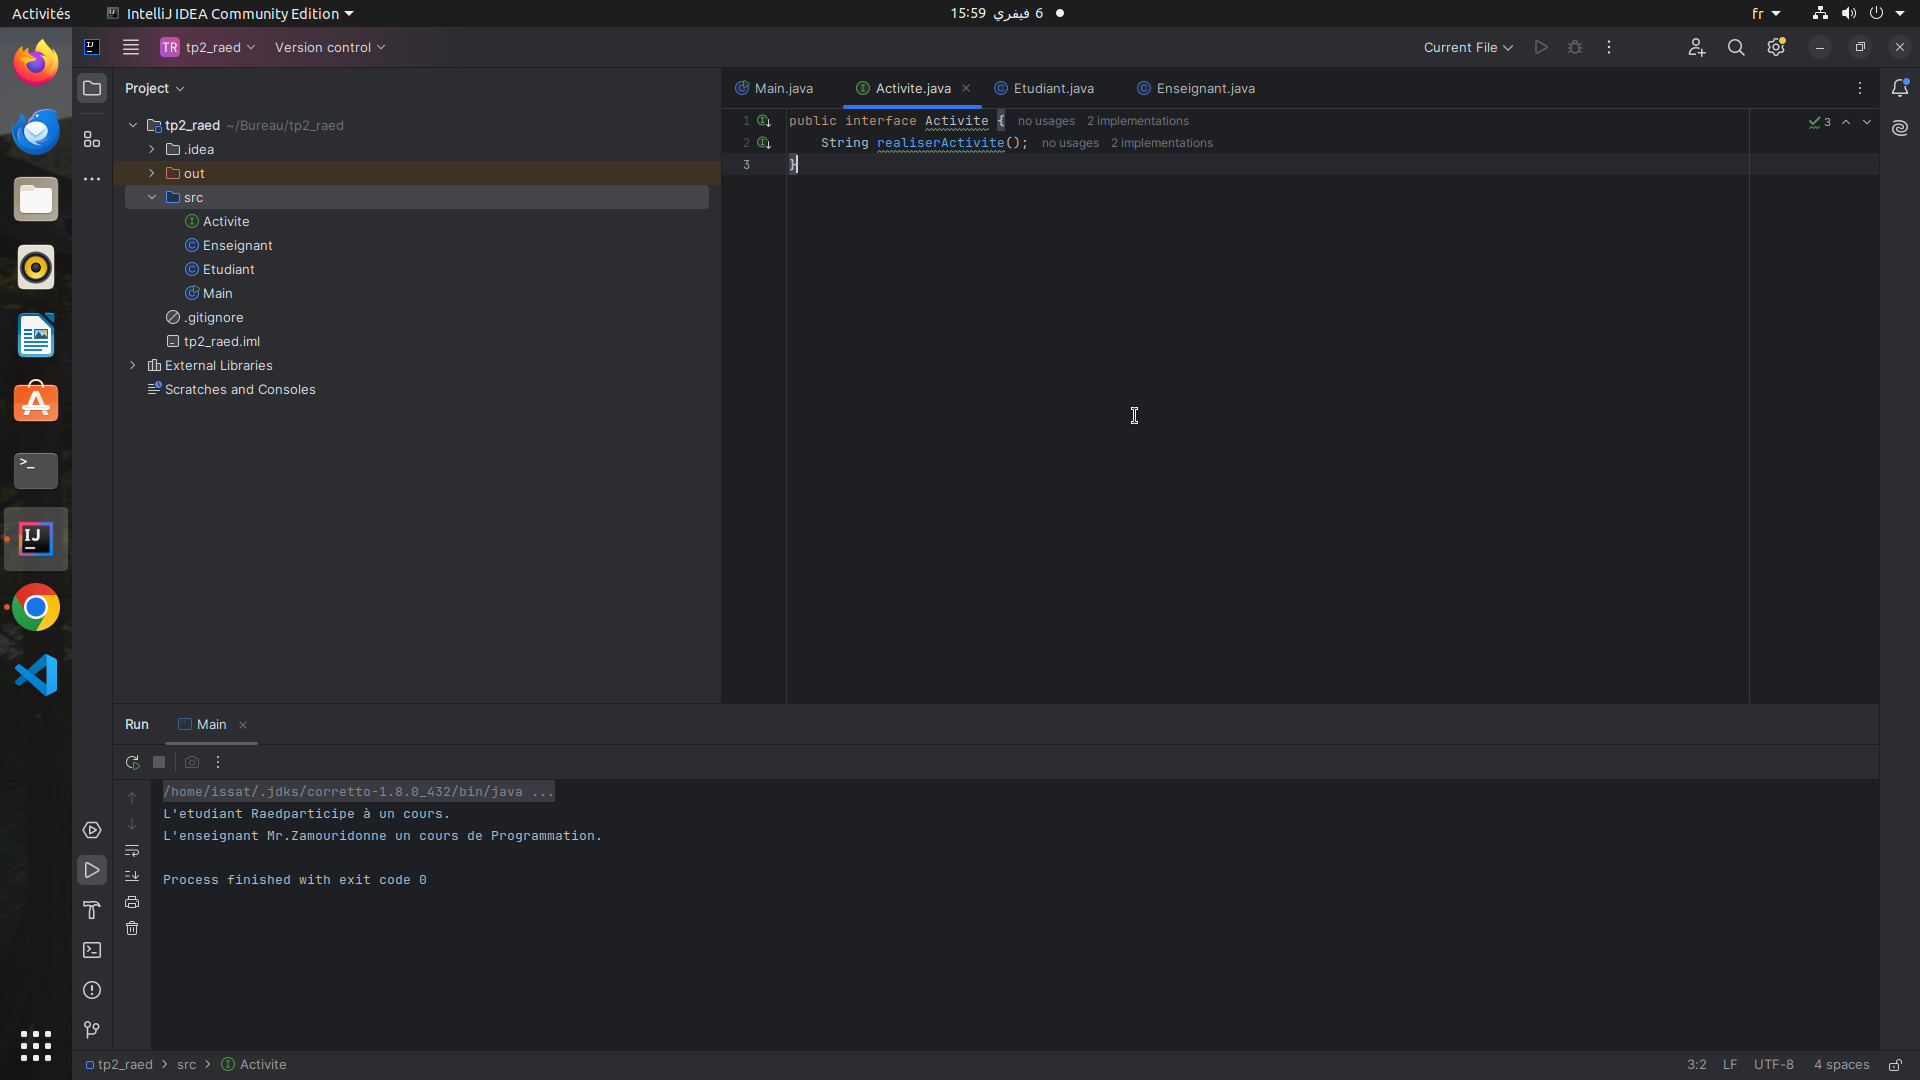 Activités
IntelliJ IDEA Community Edition
15:59 6 فيفري
fr
TR tp2_raed
Version control
Current File
Project
Main.java
Activite.java
Etudiant.java
Enseignant.java
tp2_raed ~/Bureau/tp2_raed
.idea
out
src
Activite
Enseignant
Etudiant
Main
.gitignore
tp2_raed.iml
External Libraries
Scratches and Consoles
1 public interface Activite { no usages 2 implementations
2 String realiserActivite(); no usages 2 implementations
3 }
3
Run
Main
/home/issat/.jdks/corretto-1.8.0_432/bin/java ...
L'etudiant Raedparticipe à un cours.
L'enseignant Mr.Zamouridonne un cours de Programmation.
Process finished with exit code 0
tp2_raed > src > Activite
3:2 LF UTF-8 4 spaces